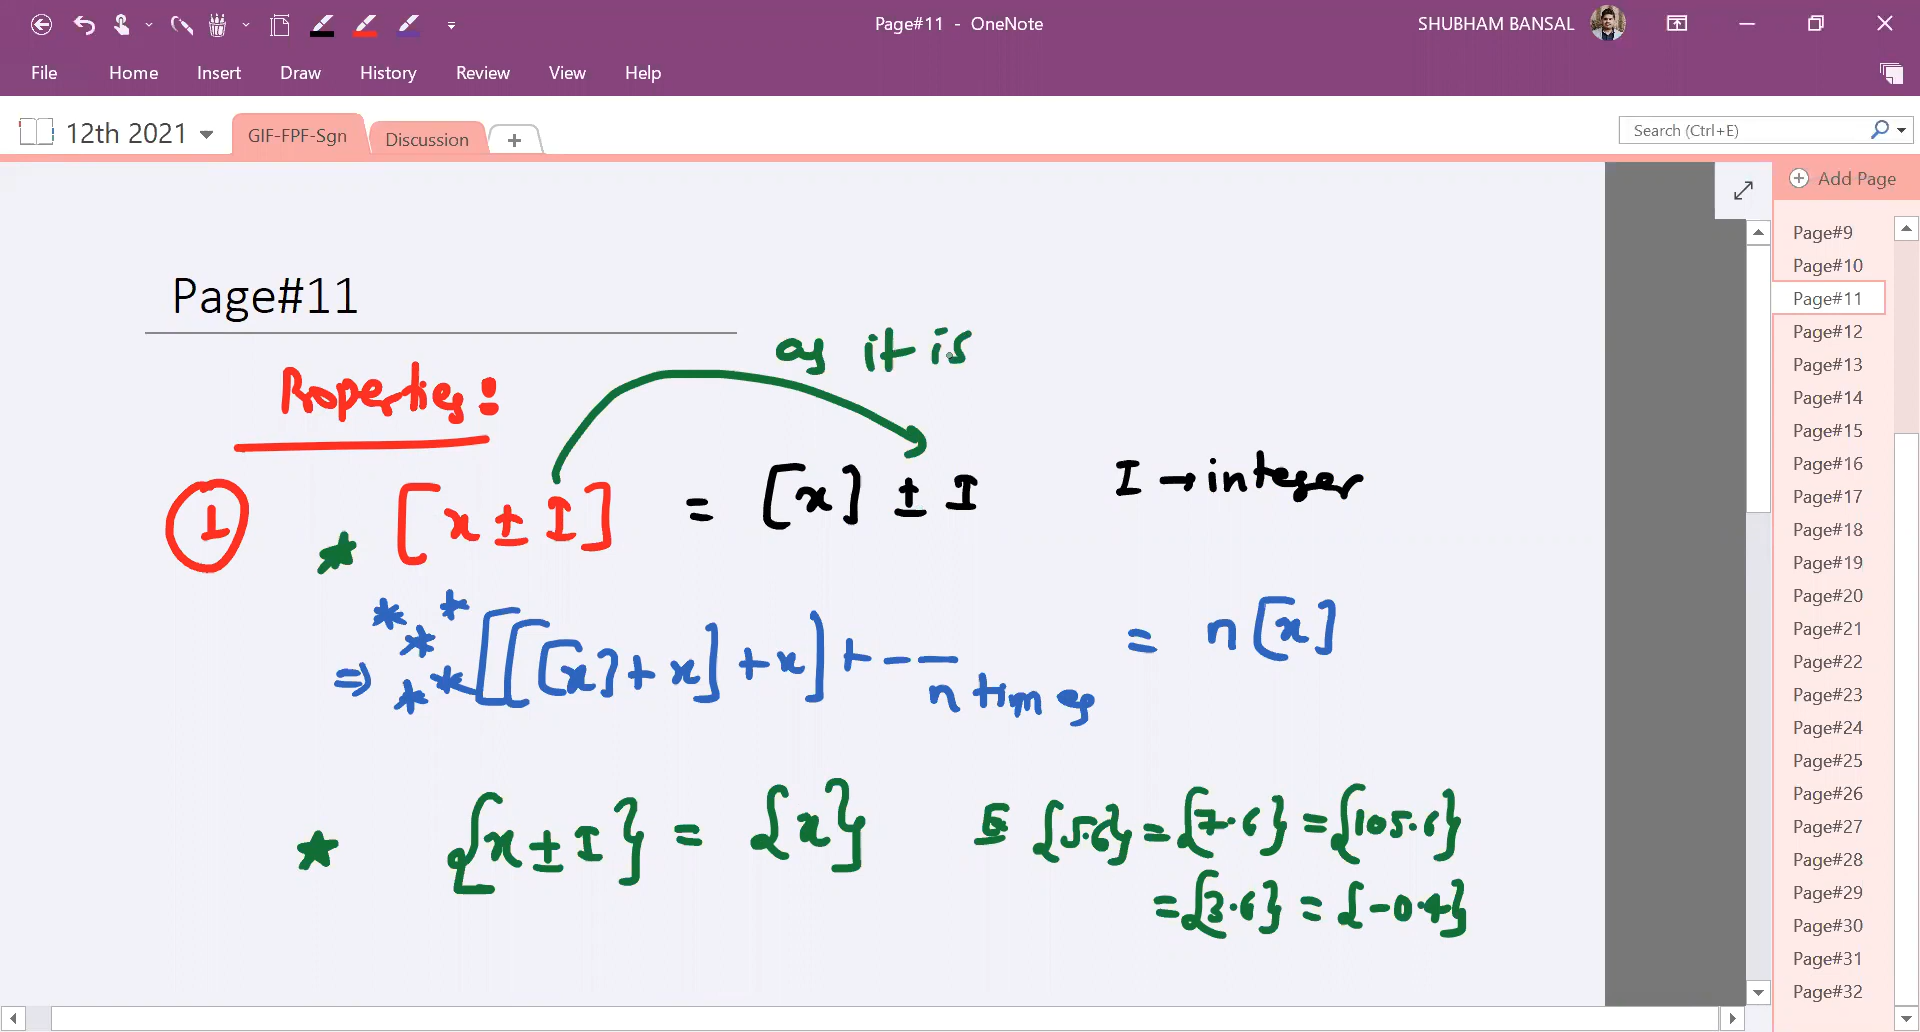 Page#11 - OneNote
SHUBHAM BANSAL
File Home Insert Draw History Review View Help
12th 2021
GIF-FPF-Sgn
Discussion
Search (Ctrl+E)
Add Page
Page#9
Page#10
Page#11
Page#12
Page#13
Page#14
Page#15
Page#16
Page#17
Page#18
Page#19
Page#20
Page#21
Page#22
Page#23
Page#24
Page#25
Page#26
Page#27
Page#28
Page#29
Page#30
Page#31
Page#32
Page#11
as it is
Properties:
① [x ± I] = [x] ± I I → integer
⇒ [[[x] + x] + x] + - - n times = n[x]
{x ± I} = {x} E {5.6} = {7.6} = {105.6}
= {3.6} = {-0.4}